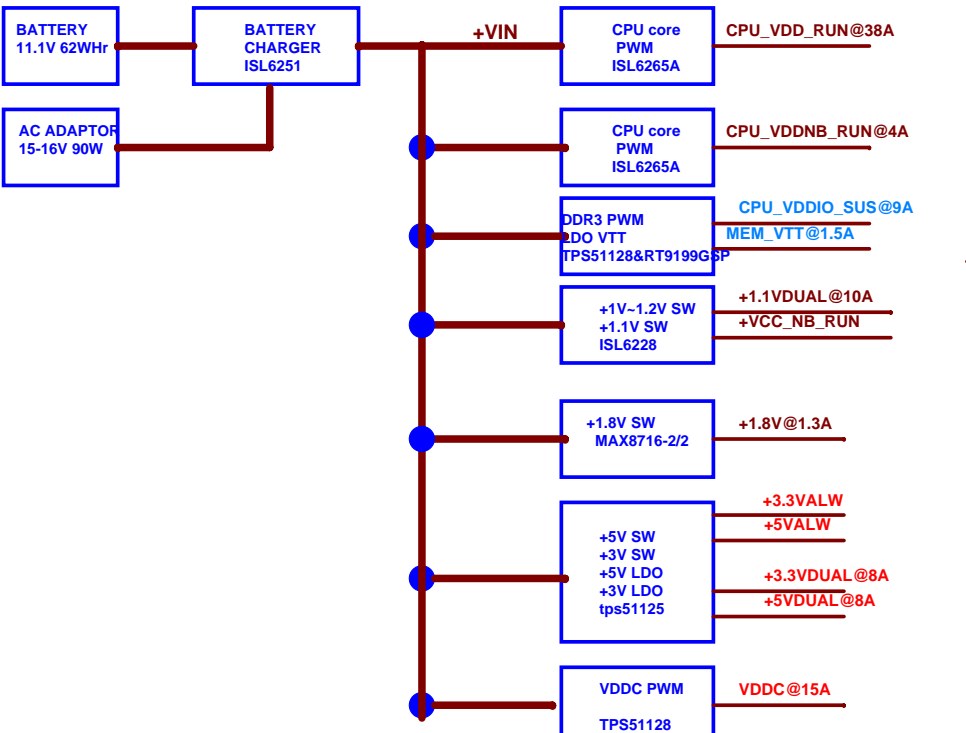 BATTERY
11.1V 62WHr
BATTERY
CHARGER
ISL6251
AC ADAPTOR
15-16V 90W
+VIN
CPU core
PWM
ISL6265A
CPU_VDD_RUN@38A
CPU core
PWM
ISL6265A
CPU_VDDNB_RUN@4A
DDR3 PWM
LDO VTT
TPS51128&RT9199GSP
CPU_VDDIO_SUS@9A
MEM_VTT@1.5A
+1V~1.2V SW
+1.1V SW
ISL6228
+1.1VDUAL@10A
+VCC_NB_RUN
+1.8V SW
MAX8716-2/2
+1.8V@1.3A
+5V SW
+3V SW
+5V LDO
+3V LDO
tps51125
+3.3VALW
+5VALW
+3.3VDUAL@8A
+5VDUAL@8A
VDDC PWM
TPS51128
VDDC@15A